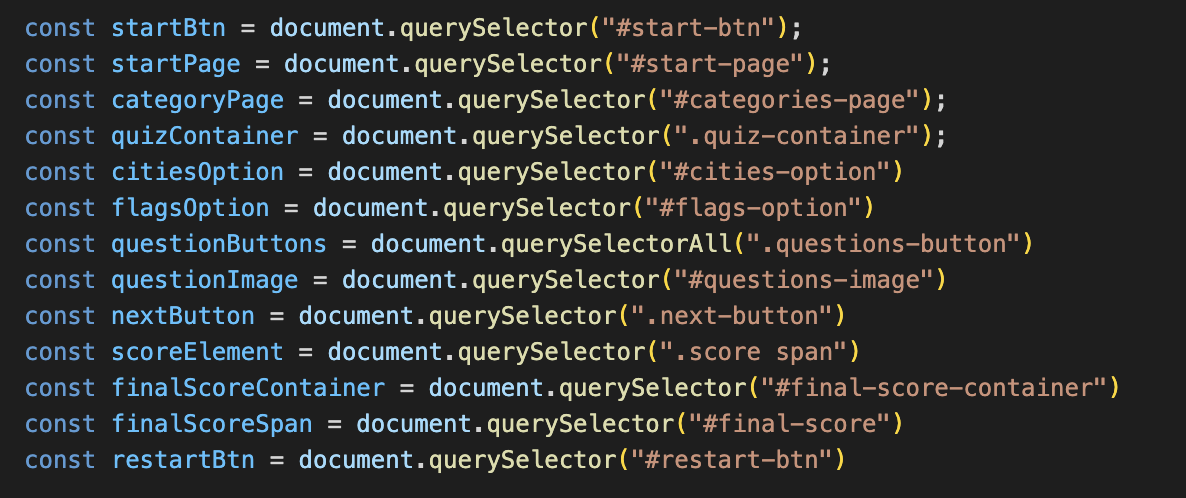 const startBtn = document.querySelector("#start-btn");
const startPage = document.querySelector("#start-page");
const categoryPage = document.querySelector("#categories-page");
const quizContainer = document.querySelector(".quiz-container");
const citiesOption = document.querySelector("#cities-option")
const flagsOption = document.querySelector("#flags-option")
const questionButtons = document.querySelectorAll(".questions-button")
const questionImage = document.querySelector("#questions-image")
const nextButton = document.querySelector(".next-button")
const scoreElement = document.querySelector(".score span")
const finalScoreContainer = document.querySelector("#final-score-container")
const finalScoreSpan = document.querySelector("#final-score")
const restartBtn = document.querySelector("#restart-btn")